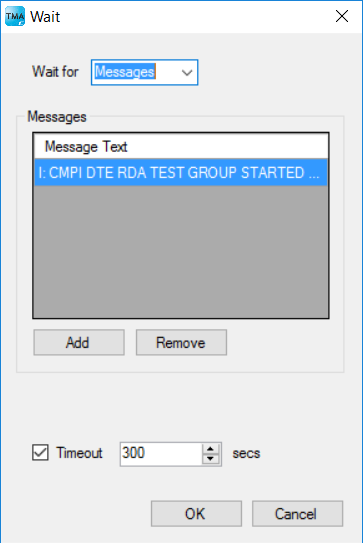 TMA Wait
Wait for Messages
Messages
Message Text
I: CMPI DTE RDA TEST GROUP STARTED ...
Add Remove
Timeout 300 secs
OK Cancel